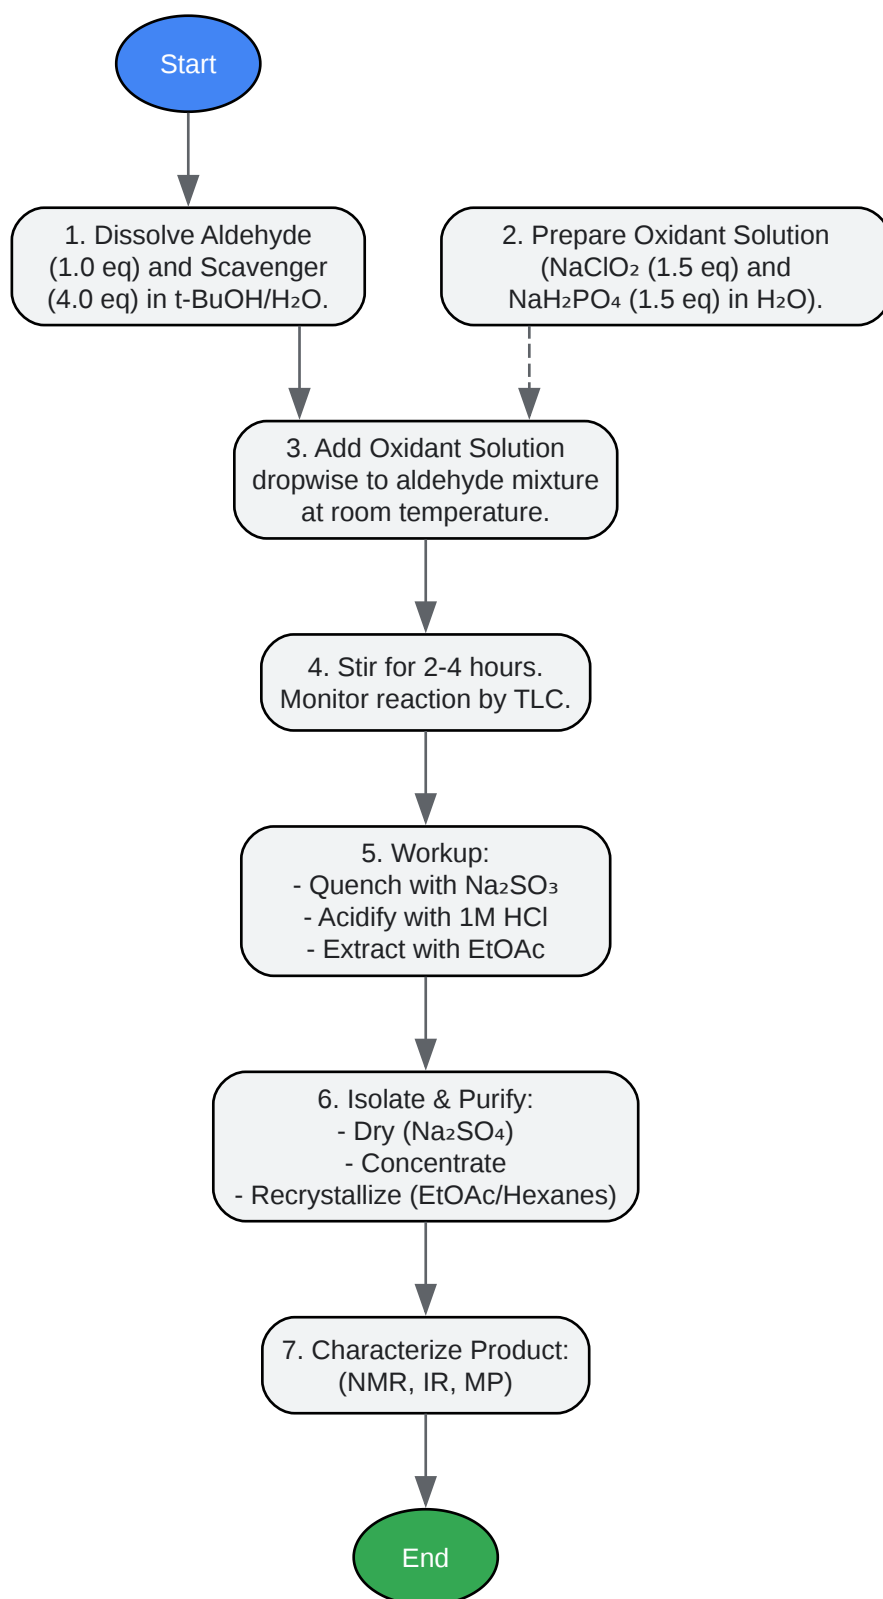 Start
1. Dissolve Aldehyde
(1.0 eq) and Scavenger
(4.0 eq) in t-BuOH/H₂O.
2. Prepare Oxidant Solution
(NaClO₂ (1.5 eq) and
NaH₂PO₄ (1.5 eq) in H₂O).
3. Add Oxidant Solution
dropwise to aldehyde mixture
at room temperature.
4. Stir for 2-4 hours.
Monitor reaction by TLC.
5. Workup:
- Quench with Na₂SO₃
- Acidify with 1M HCl
- Extract with EtOAc
6. Isolate & Purify:
- Dry (Na₂SO₄)
- Concentrate
- Recrystallize (EtOAc/Hexanes)
7. Characterize Product:
(NMR, IR, MP)
End